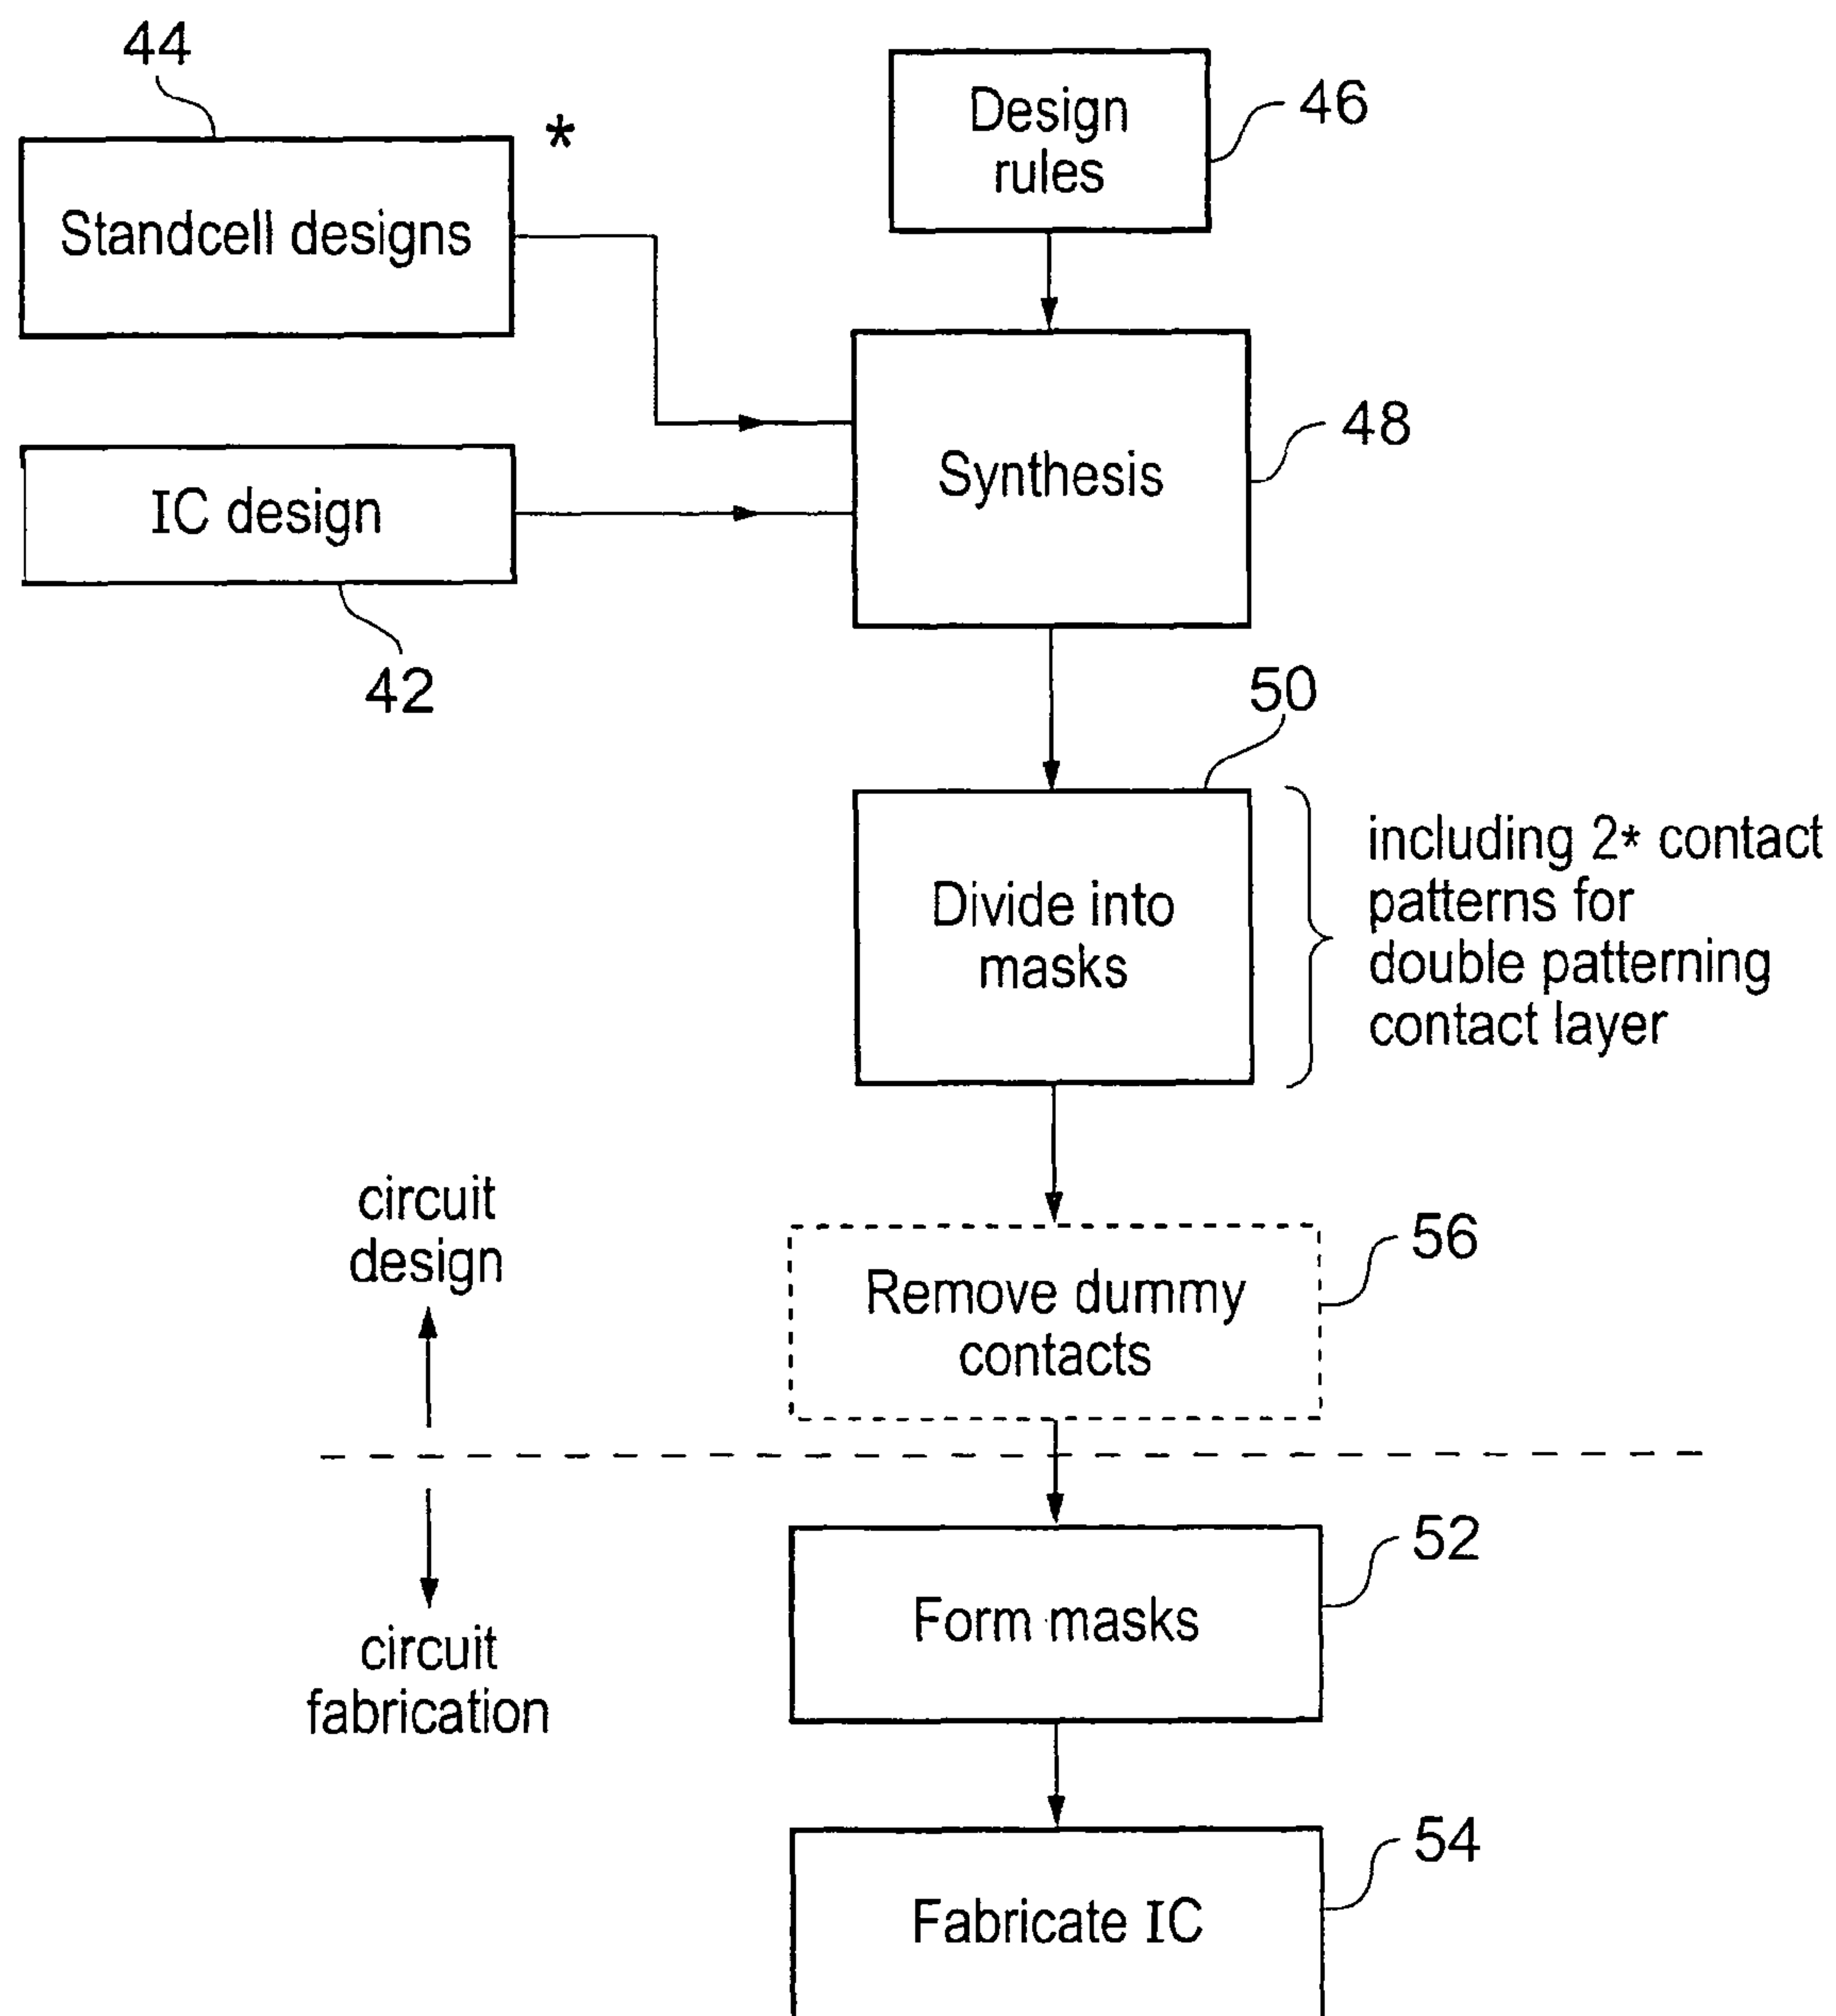 44
*
Standcell designs
Design
rules
46
Synthesis
48
IC design
42
50
Divide into
masks
including 2* contact
patterns for
double patterning
contact layer
circuit
design
Remove dummy
contacts
56
circuit
fabrication
Form masks
52
Fabricate IC
54